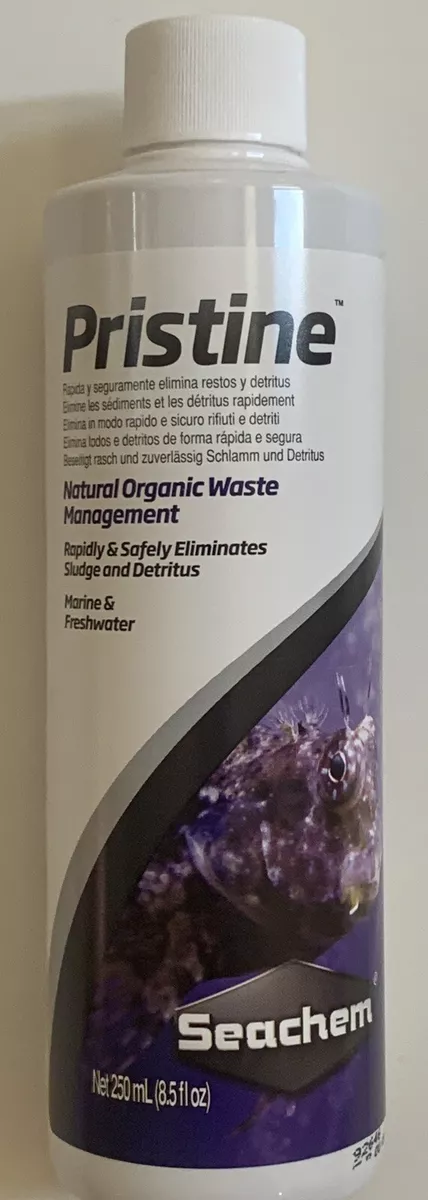 Pristine™
Rapida y seguramente elimina restos y detritus
Elimine les sédiments et les détritus rapidement
Elimina in modo rapido e sicuro rifiuti e detriti
Elimina lodos e detritos de forma rápida e segura
Beseitigt rasch und zuverlässig Schlamm und Detritus
Natural Organic Waste
Management
Rapidly & Safely Eliminates
Sludge and Detritus
Marine &
Freshwater
Seachem®
Net 250 mL (8.5 fl oz)